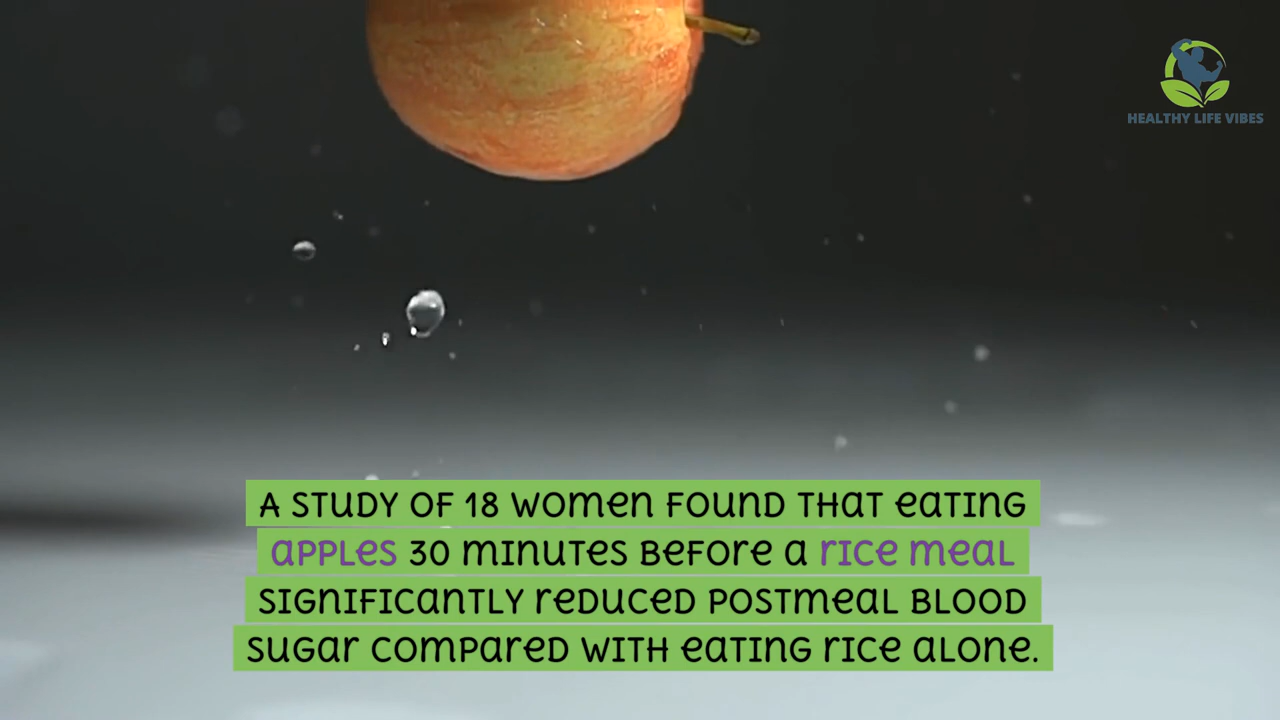 HEALTHY LIFE VIBES
A STUDY OF 18 WOMEN FOUND THAT EATING
APPLES 30 MINUTES BEFORE A RICE MEAL
SIGNIFICANTLY REDUCED POSTMEAL BLOOD
SUGAR COMPARED WITH EATING RICE ALONE.